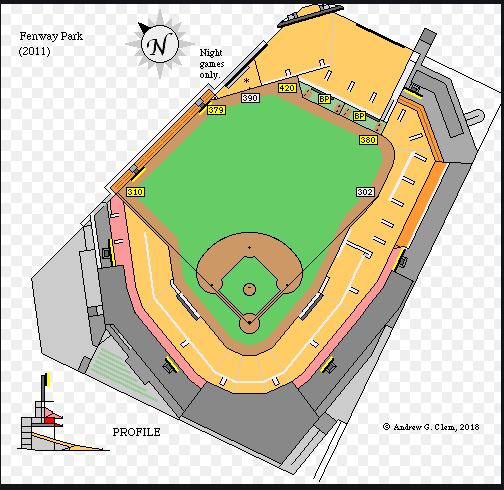 Fenway Park
(2011)
N
Night
games
only.
*
420
390
BP
379
BP
380
310
302
PROFILE
© Andrew G. Clem, 2018